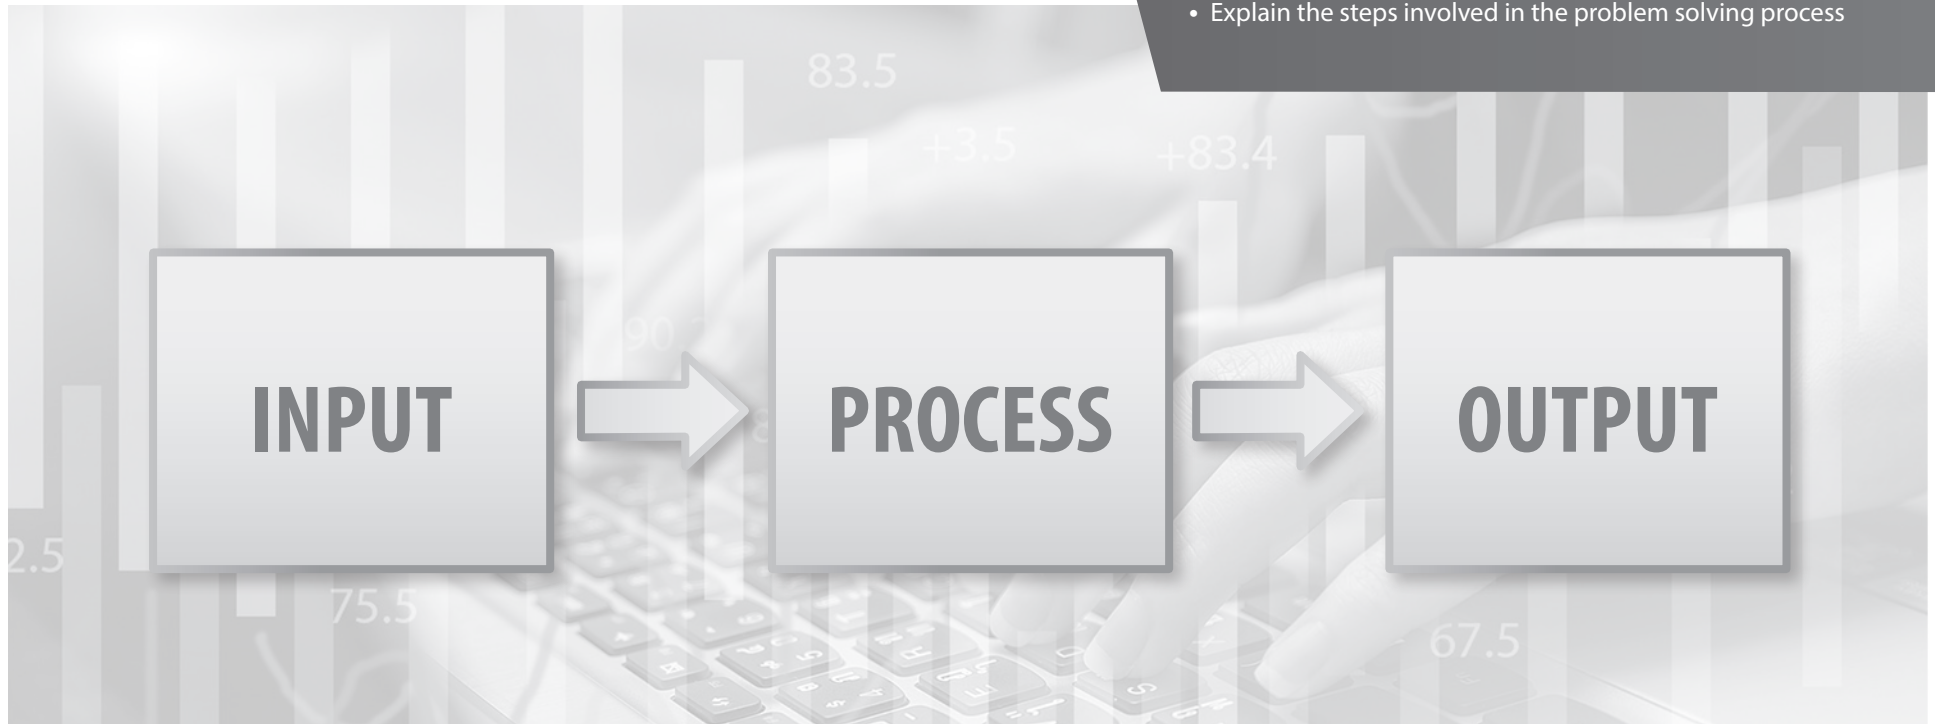 • Explain the steps involved in the problem solving process
83.5
+3.5
+83.4
90
INPUT
PROCESS
OUTPUT
2.5
75.5
67.5